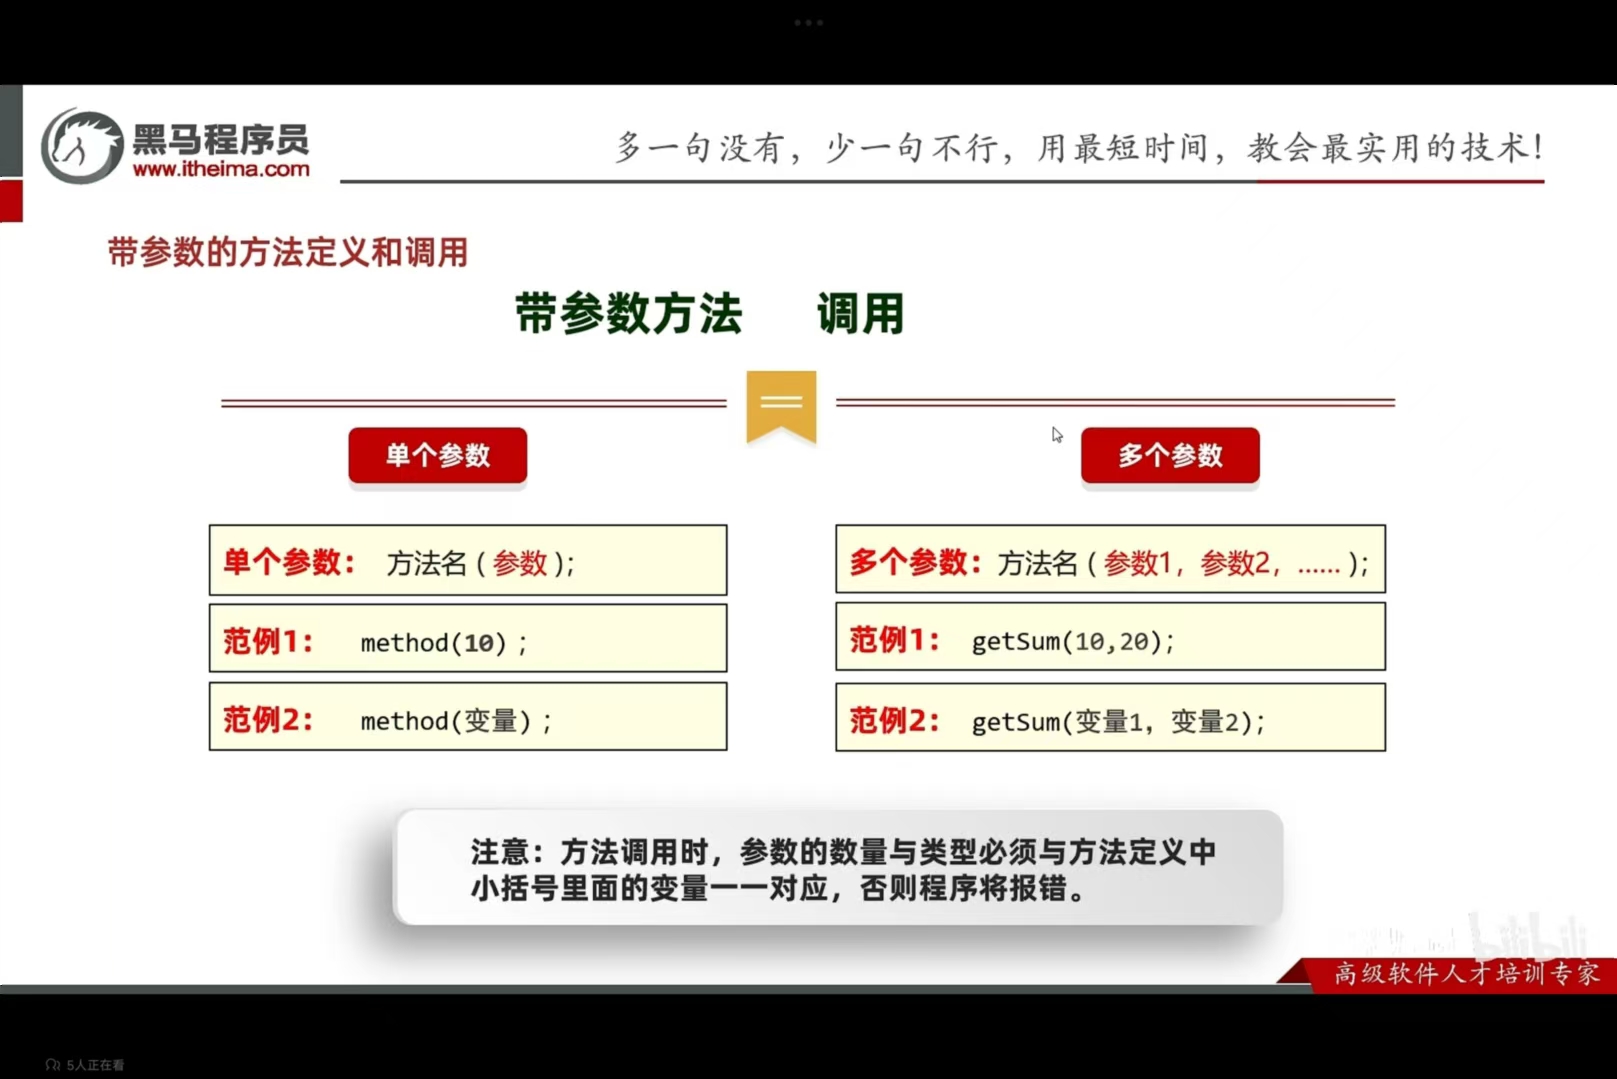 黑马程序员
www.itheima.com
多一句没有，少一句不行，用最短时间，教会最实用的技术！
带参数的方法定义和调用
带参数方法 调用
单个参数
单个参数： 方法名 ( 参数 );
范例1： method(10) ;
范例2： method(变量) ;
多个参数
多个参数：方法名 ( 参数1，参数2，…… );
范例1： getSum(10,20);
范例2： getSum(变量1，变量2);
注意：方法调用时，参数的数量与类型必须与方法定义中
小括号里面的变量一一对应，否则程序将报错。
bilibili
高级软件人才培训专家
5人正在看